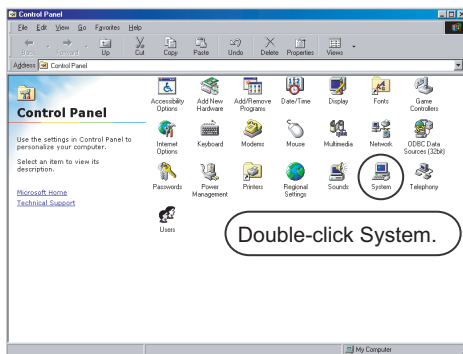 Control Panel
File Edit View Go Favorites Help
Back Forward Up Cut Copy Paste Undo Delete Properties Views
Address Control Panel
Control Panel
Use the settings in Control Panel to
personalize your computer.
Select an item to view its
description.
Microsoft Home
Technical Support
Accessibility Options
Add New Hardware
Add/Remove Programs
Date/Time
Display
Fonts
Game Controllers
Internet Options
Keyboard
Modems
Mouse
Multimedia
Network
ODBC Data Sources (32bit)
Passwords
Power Management
Printers
Regional Settings
Sounds
System
Telephony
Users
Double-click System.
My Computer